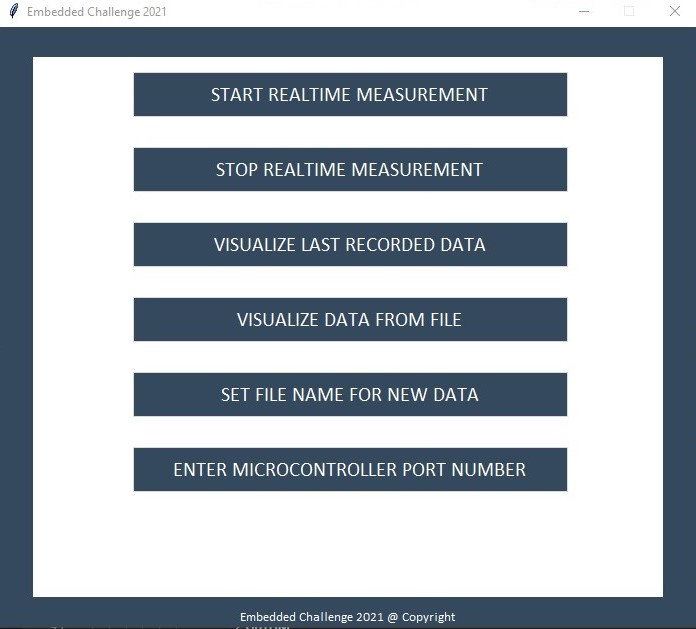 Embedded Challenge 2021
START REALTIME MEASUREMENT
STOP REALTIME MEASUREMENT
VISUALIZE LAST RECORDED DATA
VISUALIZE DATA FROM FILE
SET FILE NAME FOR NEW DATA
ENTER MICROCONTROLLER PORT NUMBER
Embedded Challenge 2021 @ Copyright